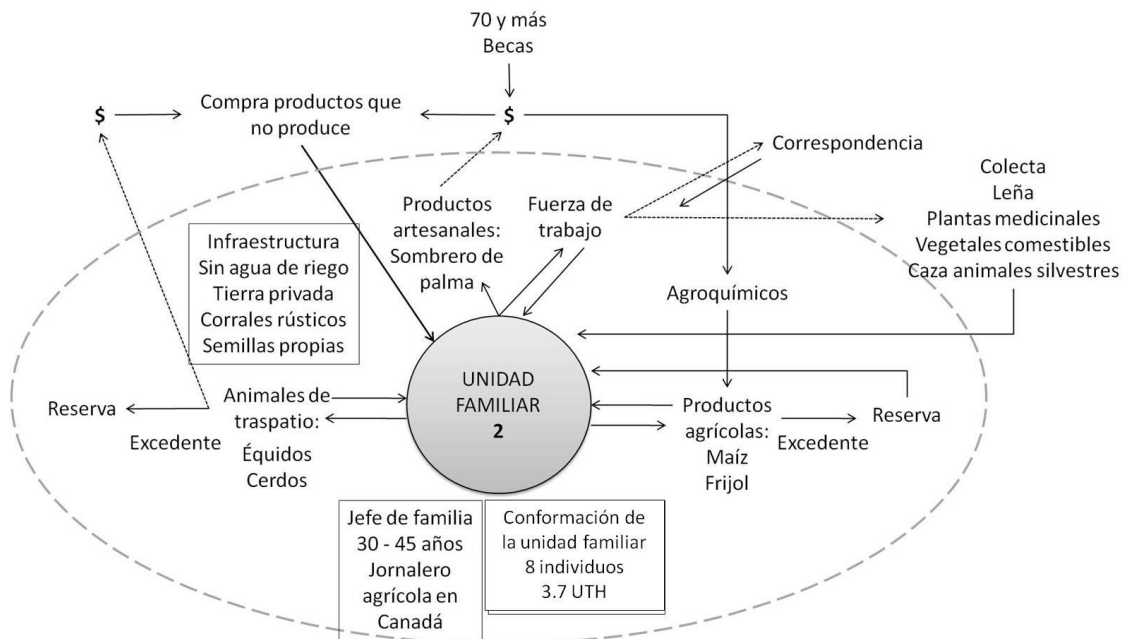 70 y más
Becas
$
Compra productos que
no produce
$
Correspondencia
Colecta
Leña
Plantas medicinales
Vegetales comestibles
Caza animales silvestres
Productos
artesanales:
Sombrero de
palma
Fuerza de
trabajo
Infraestructura
Sin agua de riego
Tierra privada
Corrales rústicos
Semillas propias
Agroquímicos
UNIDAD
FAMILIAR
2
Reserva
Excedente
Animales de
traspatio:
Équidos
Cerdos
Productos
agrícolas:
Maíz
Frijol
Excedente
Reserva
Jefe de familia
30 - 45 años
Jornalero
agrícola en
Canadá
Conformación de
la unidad familiar
8 individuos
3.7 UTH